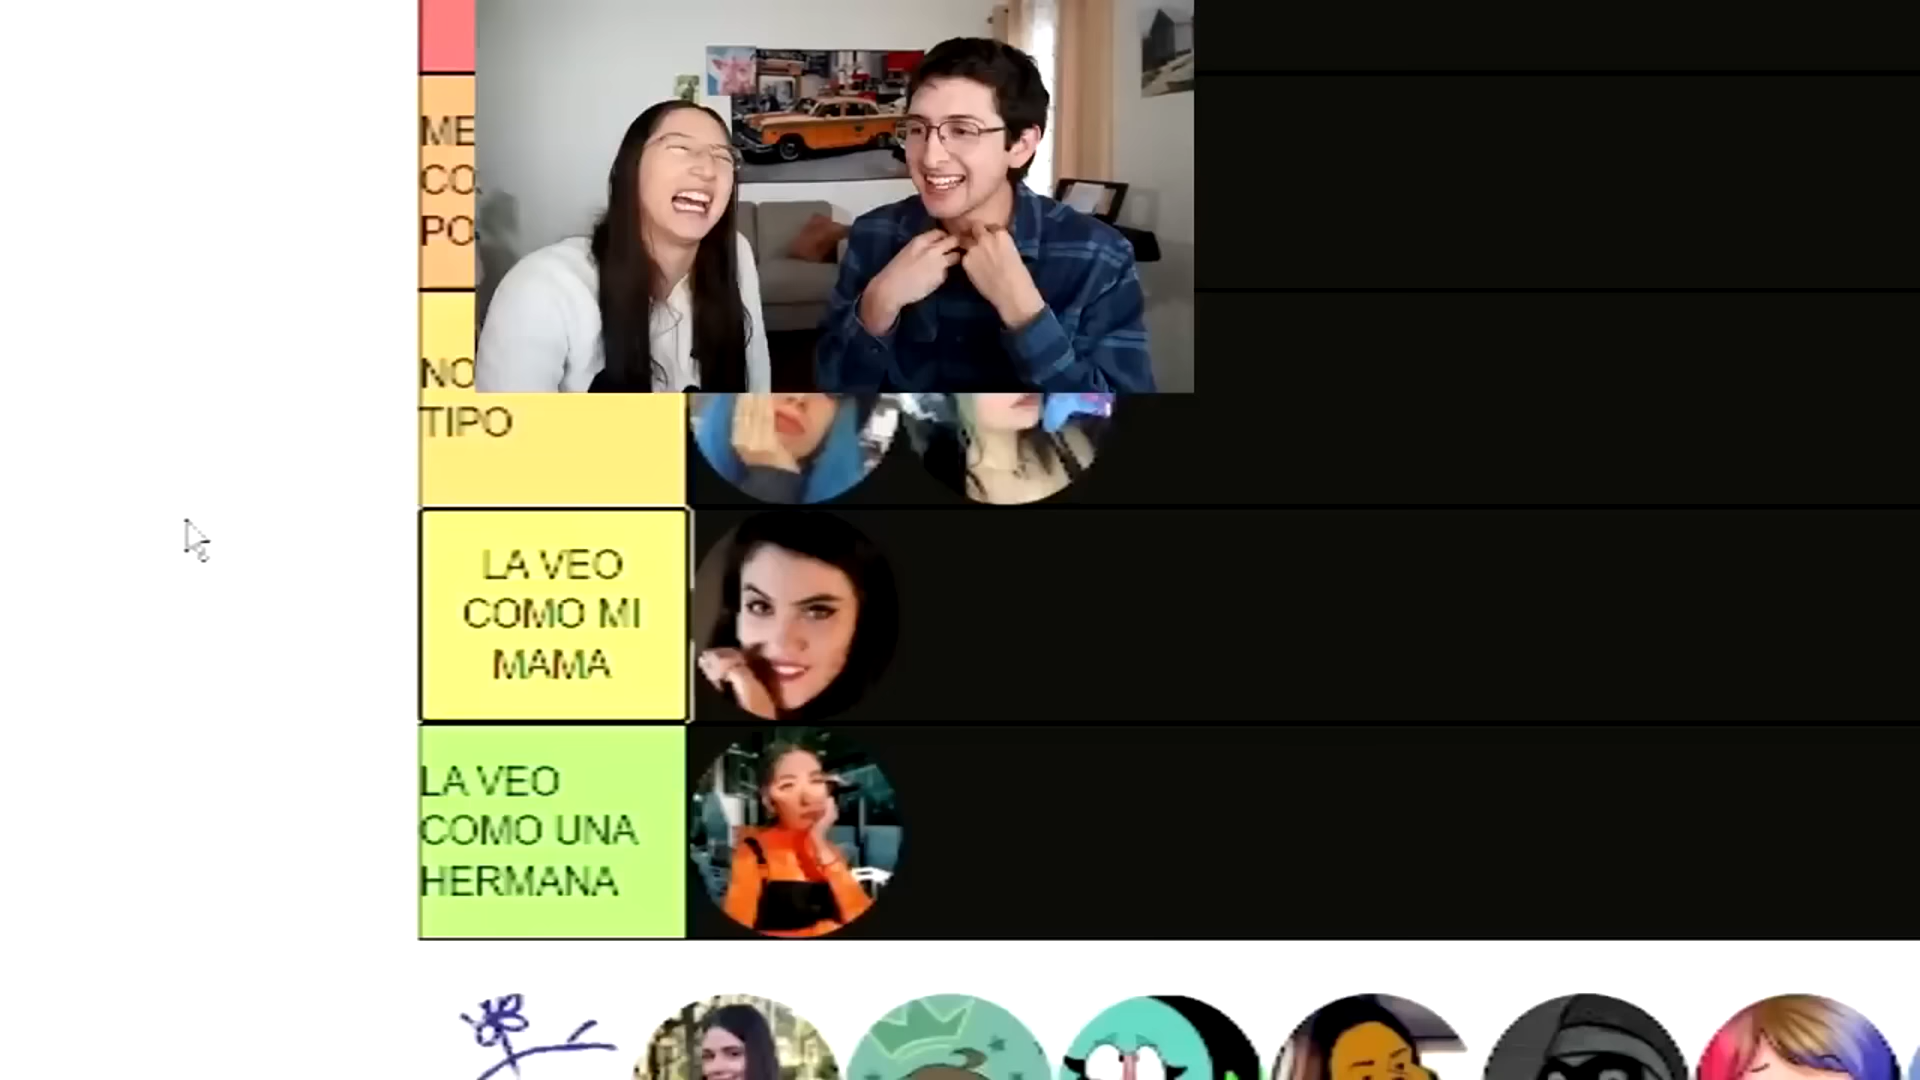 ME
CO
PO
NO
TIPO
LA VEO
COMO MI
MAMA
LA VEO
COMO UNA
HERMANA